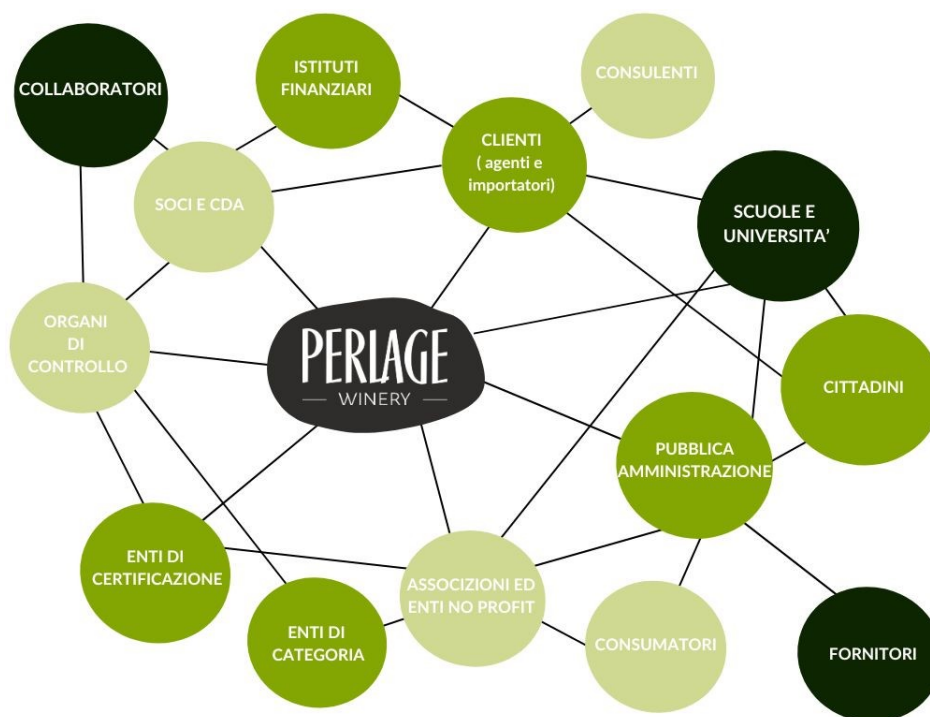 COLLABORATORI
ISTITUTI
FINANZIARI
CONSULENTI
CLIENTI
( agenti e
importatori)
SOCI E CDA
SCUOLE E
UNIVERSITA’
ORGANI
DI
CONTROLLO
PERLAGE
WINERY
CITTADINI
PUBBLICA
AMMINISTRAZIONE
ENTI DI
CERTIFICAZIONE
ASSOCIZIONI ED
ENTI NO PROFIT
ENTI DI
CATEGORIA
CONSUMATORI
FORNITORI